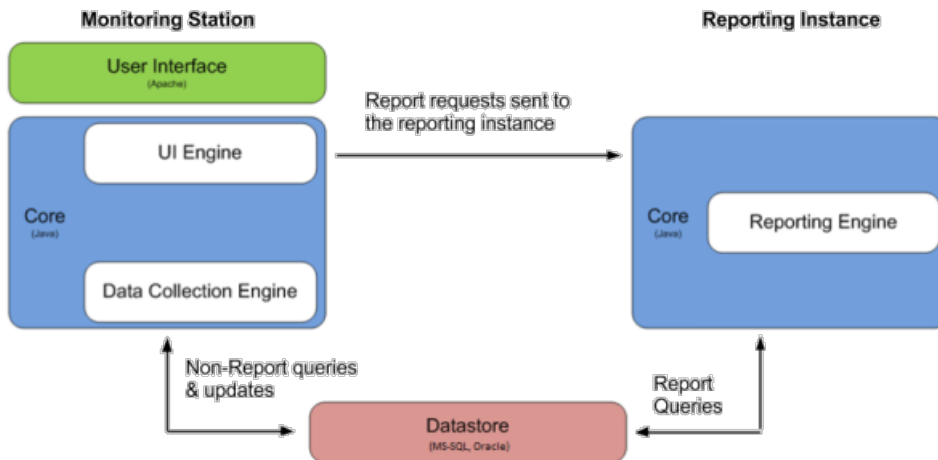 Monitoring Station
Reporting Instance
User Interface
(Apache)
Report requests sent to
the reporting instance
UI Engine
Core
(Java)
Data Collection Engine
Core
(Java)
Reporting Engine
Non-Report queries
& updates
Report
Queries
Datastore
(MS-SQL, Oracle)